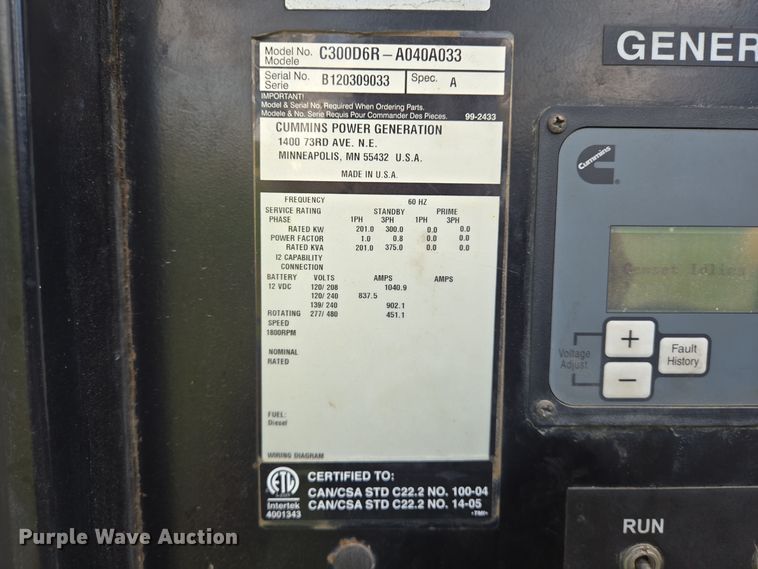 Model No. C300D6R - A040A033
Modele
Serial No. B120309033 Spec. A
Serie
IMPORTANT!
Model & Serial No. Required When Ordering Parts.
Modele & No. Serie Requis Pour Commander Des Pieces. 99-2433
CUMMINS POWER GENERATION
1400 73RD AVE. N.E.
MINNEAPOLIS, MN 55432 U.S.A.
MADE IN U.S.A.
FREQUENCY 60 HZ
SERVICE RATING STANDBY PRIME
PHASE 1PH 3PH 1PH 3PH
RATED KW 201.0 300.0 0.0 0.0
POWER FACTOR 1.0 0.8 0.0 0.0
RATED KVA 201.0 375.0 0.0 0.0
I2 CAPABILITY
CONNECTION
BATTERY VOLTS AMPS AMPS
12 VDC 120/ 208 1040.9
120/ 240 837.5
139/ 240 902.1
ROTATING 277/ 480 451.1
SPEED
1800RPM
NOMINAL
RATED
FUEL:
Diesel
WIRING DIAGRAM
ETL
Intertek
4001343
CERTIFIED TO:
CAN/CSA STD C22.2 NO. 100-04
CAN/CSA STD C22.2 NO. 14-05
GENER
Cummins
Genset Idling
Voltage
Adjust
+
-
Fault
History
RUN
Purple Wave Auction